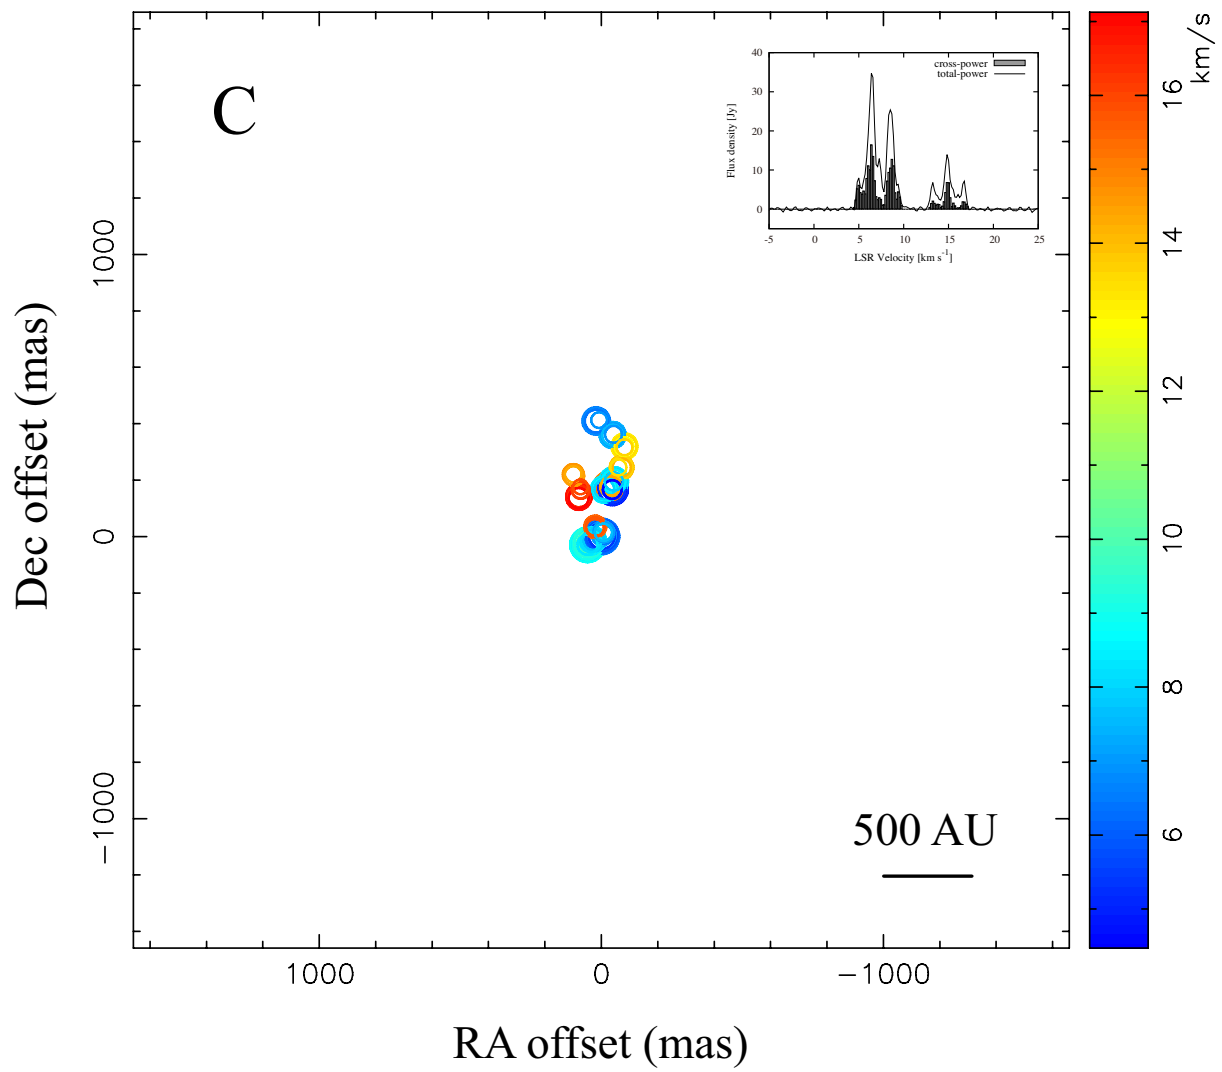 C
40
30
20
10
0
-5
0
5
10
15
20
25
Flux density [Jy]
LSR Velocity [km s-1]
cross-power
total-power
km/s
16
14
12
10
8
6
1000
0
−1000
Dec offset (mas)
500 AU
1000
0
−1000
RA offset (mas)